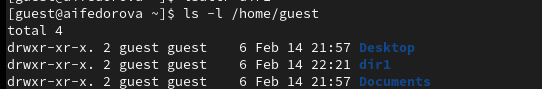 [guest@aifedorova ~]$ ls -l /home/guest
total 4
drwxr-xr-x. 2 guest guest    6 Feb 14 21:57 Desktop
drwxr-xr-x. 2 guest guest    6 Feb 14 22:21 dir1
drwxr-xr-x. 2 guest guest    6 Feb 14 21:57 Documents